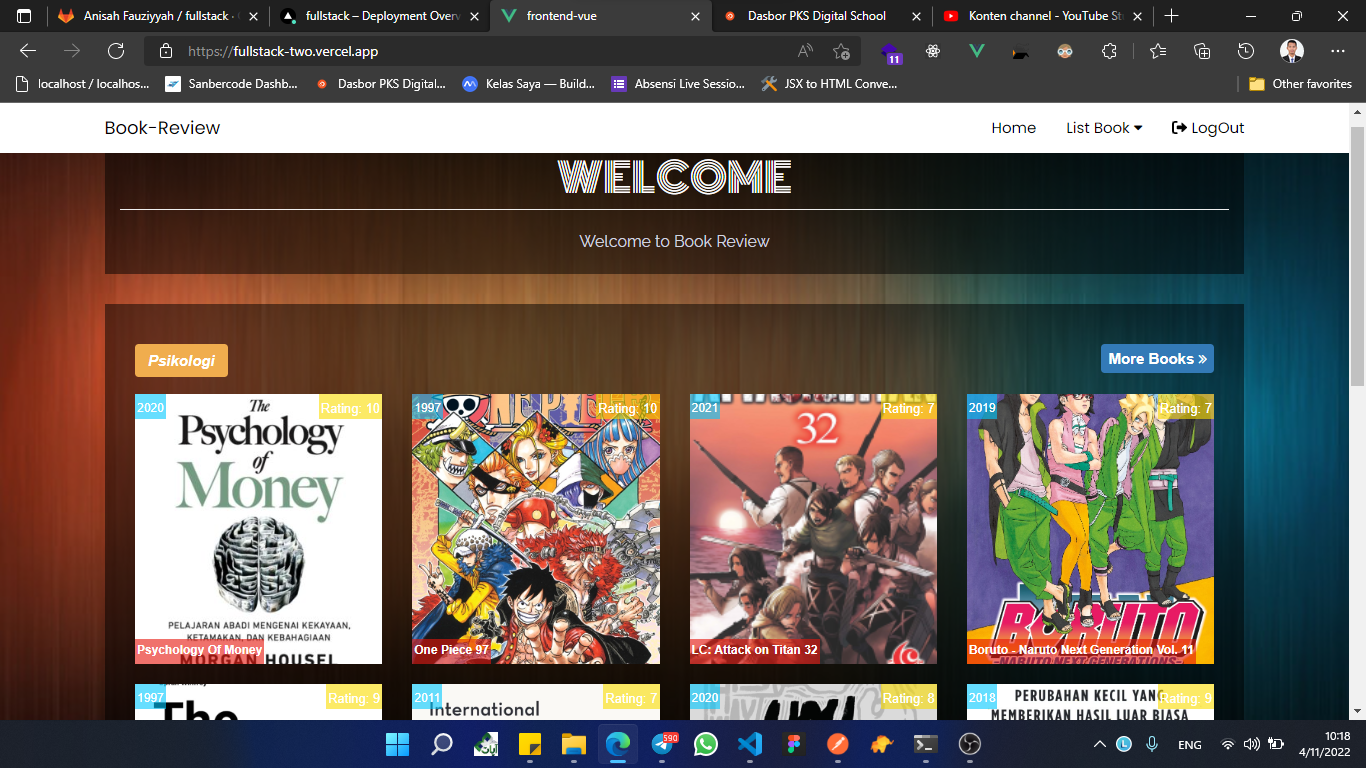 Anisah Fauziyyah / fullstack ·
fullstack – Deployment Overv
frontend-vue
Dasbor PKS Digital School
Konten channel - YouTube St
https://fullstack-two.vercel.app
11
localhost / localhos...
Sanbercode Dashb...
Dasbor PKS Digital...
Kelas Saya — Build...
Absensi Live Sessio...
JSX to HTML Conve...
Other favorites
Book-Review
Home
List Book
LogOut
WELCOME
Welcome to Book Review
Psikologi
More Books »
2020
Rating: 10
The
Psychology
of
Money
PELAJARAN ABADI MENGENAI KEKAYAAN,
KETAMAKAN, DAN KEBAHAGIAAN
MORGAN HOUSEL
Psychology Of Money
1997
Rating: 10
One Piece 97
2021
Rating: 7
32
LC: Attack on Titan 32
2019
Rating: 7
BORUTO
NARUTO NEXT GENERATIONS
Boruto - Naruto Next Generation Vol. 11
1997
Rating: 9
The
2011
Rating: 7
International
2020
Rating: 8
2018
Rating: 9
PERUBAHAN KECIL YANG
MEMBERIKAN HASIL LUAR BIASA
590
ENG
10:18
4/11/2022